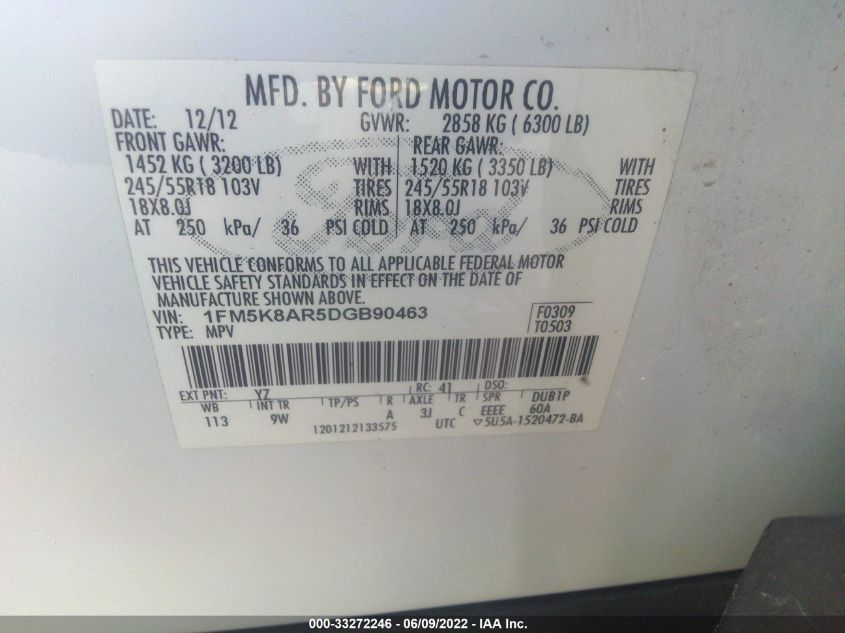 MFD. BY FORD MOTOR CO.
DATE: 12/12 GVWR: 2858 KG ( 6300 LB)
FRONT GAWR: REAR GAWR:
1452 KG ( 3200 LB) WITH 1520 KG ( 3350 LB) WITH
245/55R18 103V TIRES 245/55R18 103V TIRES
18X8.0J RIMS 18X8.0J RIMS
AT 250 kPa/ 36 PSI COLD AT 250 kPa/ 36 PSI COLD
Ford
THIS VEHICLE CONFORMS TO ALL APPLICABLE FEDERAL MOTOR
VEHICLE SAFETY STANDARDS IN EFFECT ON THE DATE OF
MANUFACTURE SHOWN ABOVE.
VIN: 1FM5K8AR5DGB90463 F0309
TYPE: MPV T0503
EXT PNT: YZ RC: 41 DSO:
WB INT TR TP/PS R AXLE TR SPR DUB1P
113 9W A 3J C EEEE 60A
1201212133575 UTC ▽5U5A-1520472-BA
000-33272246 - 06/09/2022 - IAA Inc.